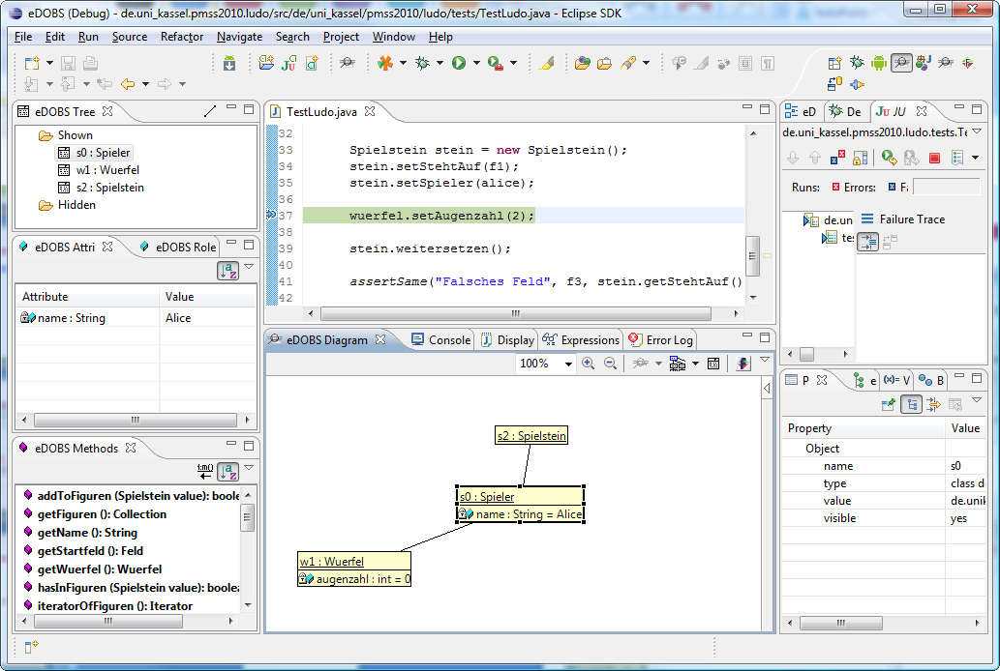 eDOBS (Debug) - de.uni_kassel.pmss2010.ludo/src/de/uni_kassel/pmss2010/ludo/tests/TestLudo.java - Eclipse SDK
File Edit Run Source Refactor Navigate Search Project Window Help
eDOBS Tree
Shown
s0 : Spieler
w1 : Wuerfel
s2 : Spielstein
Hidden
eDOBS Attri eDOBS Role
Attribute Value
name : String Alice
eDOBS Methods
addToFiguren (Spielstein value): boole
getFiguren (): Collection
getName (): String
getStartfeld (): Feld
getWuerfel (): Wuerfel
hasInFiguren (Spielstein value): boolea
iteratorOfFiguren (): Iterator
TestLudo.java
32
33 Spielstein stein = new Spielstein();
34 stein.setStehtAuf(f1);
35 stein.setSpieler(alice);
36
37 wuerfel.setAugenzahl(2);
38
39 stein.weitersetzen();
40
41 assertSame("Falsches Feld", f3, stein.getStehtAuf()
42
eDOBS Diagram Console Display Expressions Error Log
100%
s2 : Spielstein
s0 : Spieler
name : String = Alice
w1 : Wuerfel
augenzahl : int = 0
eD De JU
de.uni_kassel.pmss2010.ludo.tests.Te
Runs: Errors: Fa
de.un Failure Trace
tes
P e (x)= V B
Property Value
Object
name s0
type class d
value de.unik
visible yes